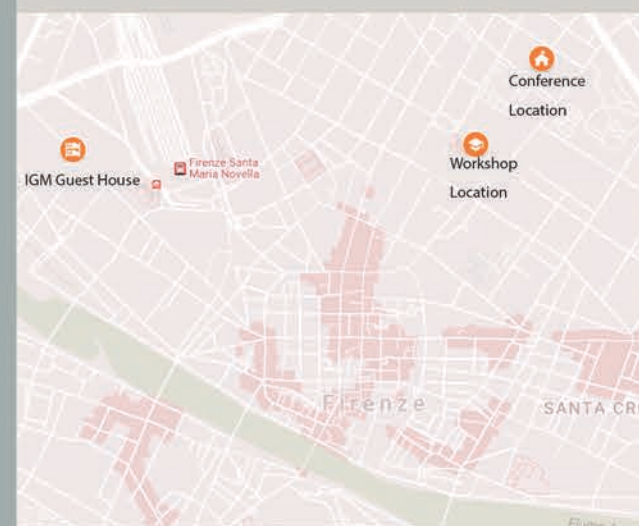 Conference
Location
Workshop
Location
Firenze Santa
Maria Novella
IGM Guest House
Firenze
SANTA CR